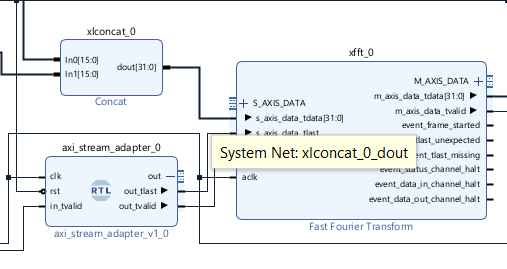 xlconcat_0
In0[15:0]
In1[15:0]
dout[31:0]
Concat
xfft_0
M_AXIS_DATA
m_axis_data_tdata[31:0]
m_axis_data_tvalid
event_frame_started
tlast_unexpected
tlast_missing
event_status_channel_halt
event_data_in_channel_halt
event_data_out_channel_halt
S_AXIS_DATA
s_axis_data_tdata[31:0]
s_axis_data_tlast
aclk
Fast Fourier Transform
System Net: xlconcat_0_dout
axi_stream_adapter_0
clk
rst
in_tvalid
RTL
out
out_tlast
out_tvalid
axi_stream_adapter_v1_0